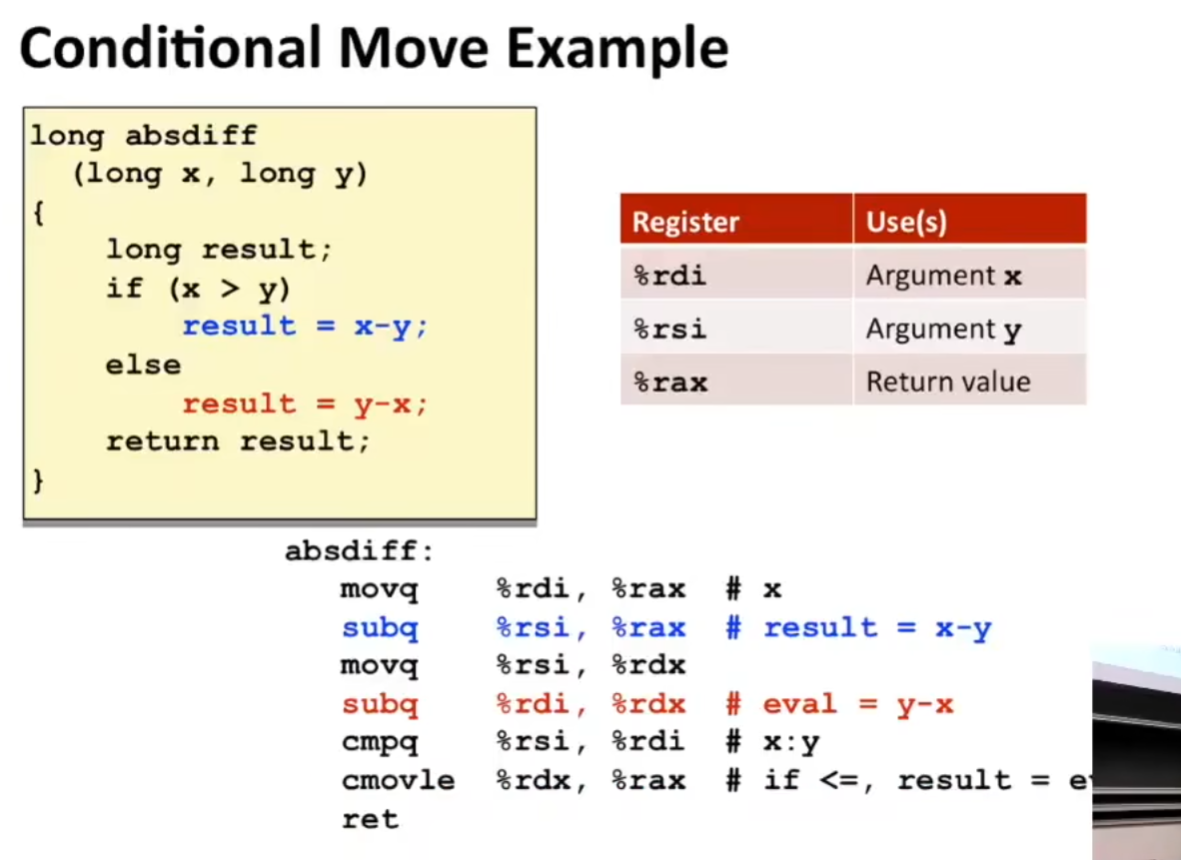 Conditional Move Example
long absdiff
(long x, long y)
{
long result;
if (x > y)
result = x-y;
else
result = y-x;
return result;
}
Register Use(s)
%rdi Argument x
%rsi Argument y
%rax Return value
absdiff:
movq %rdi, %rax # x
subq %rsi, %rax # result = x-y
movq %rsi, %rdx
subq %rdi, %rdx # eval = y-x
cmpq %rsi, %rdi # x:y
cmovle %rdx, %rax # if <=, result =
ret